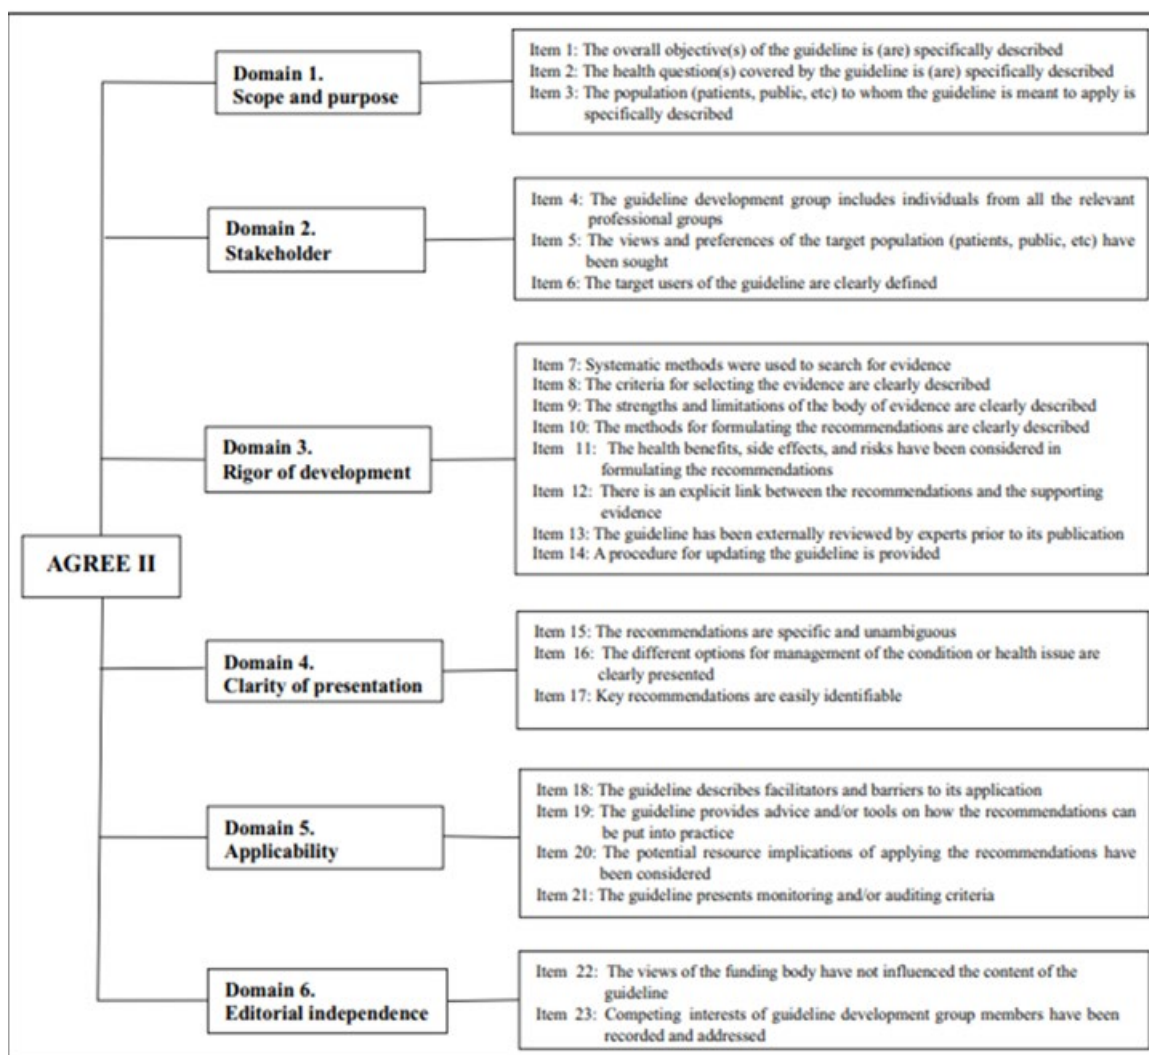 AGREE II
Domain 1.
Scope and purpose
Item 1: The overall objective(s) of the guideline is (are) specifically described
Item 2: The health question(s) covered by the guideline is (are) specifically described
Item 3: The population (patients, public, etc) to whom the guideline is meant to apply is
specifically described
Domain 2.
Stakeholder
Item 4: The guideline development group includes individuals from all the relevant
professional groups
Item 5: The views and preferences of the target population (patients, public, etc) have
been sought
Item 6: The target users of the guideline are clearly defined
Domain 3.
Rigor of development
Item 7: Systematic methods were used to search for evidence
Item 8: The criteria for selecting the evidence are clearly described
Item 9: The strengths and limitations of the body of evidence are clearly described
Item 10: The methods for formulating the recommendations are clearly described
Item 11: The health benefits, side effects, and risks have been considered in
formulating the recommendations
Item 12: There is an explicit link between the recommendations and the supporting
evidence
Item 13: The guideline has been externally reviewed by experts prior to its publication
Item 14: A procedure for updating the guideline is provided
Domain 4.
Clarity of presentation
Item 15: The recommendations are specific and unambiguous
Item 16: The different options for management of the condition or health issue are
clearly presented
Item 17: Key recommendations are easily identifiable
Domain 5.
Applicability
Item 18: The guideline describes facilitators and barriers to its application
Item 19: The guideline provides advice and/or tools on how the recommendations can
be put into practice
Item 20: The potential resource implications of applying the recommendations have
been considered
Item 21: The guideline presents monitoring and/or auditing criteria
Domain 6.
Editorial independence
Item 22: The views of the funding body have not influenced the content of the
guideline
Item 23: Competing interests of guideline development group members have been
recorded and addressed